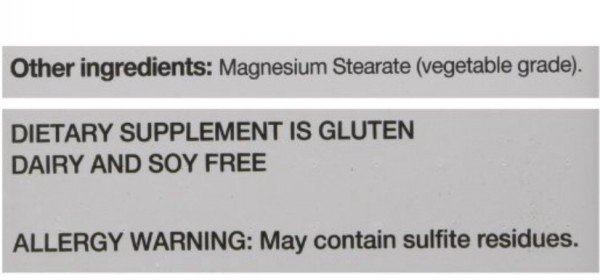 Other ingredients: Magnesium Stearate (vegetable grade).
DIETARY SUPPLEMENT IS GLUTEN
DAIRY AND SOY FREE
ALLERGY WARNING: May contain sulfite residues.